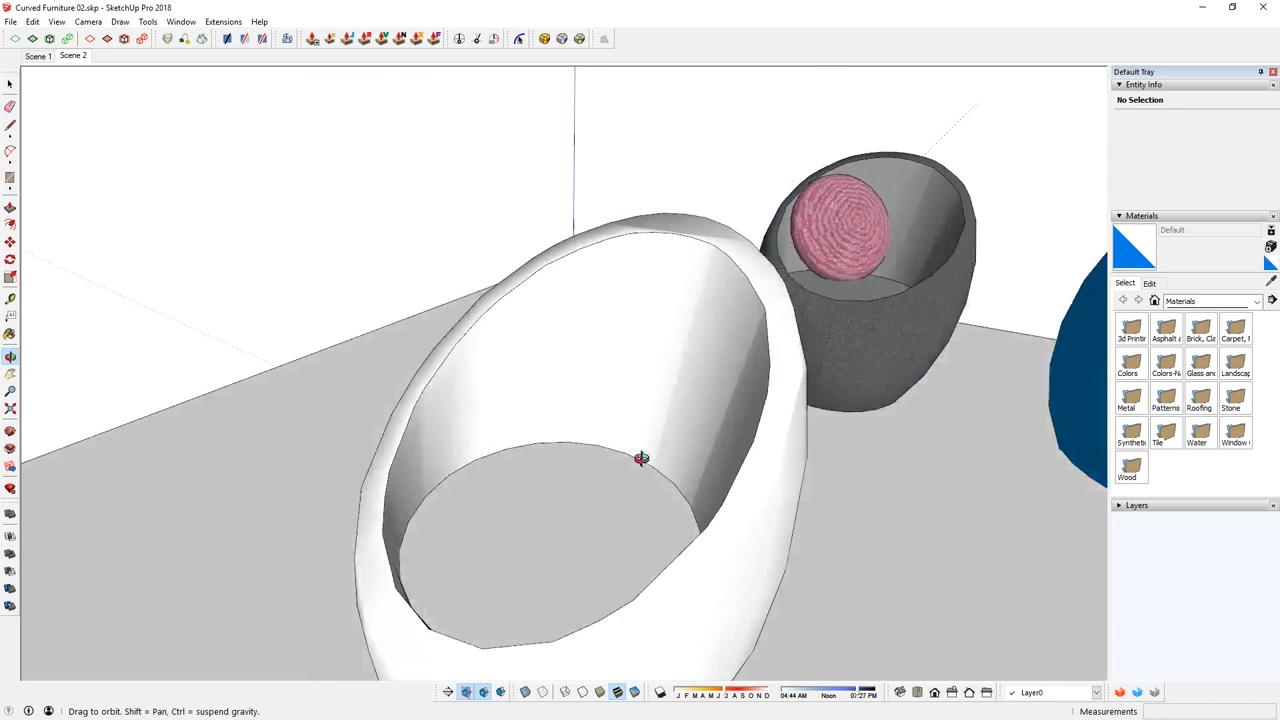 Curved Furniture 02.skp - SketchUp Pro 2018
File Edit View Camera Draw Tools Window Extensions Help
Scene 1 Scene 2
Default Tray
Entity Info
No Selection
Materials
Default
Select Edit
Materials
3d Printin Asphalt a Brick, Cla Carpet, F
Colors Colors-Na Glass and Landscap
Metal Patterns Roofing Stone
Synthetic Tile Water Window C
Wood
Layers
J F M A M J J A S O N D 04:44 AM Noon 07:27 PM Layer0
Drag to orbit. Shift = Pan, Ctrl = suspend gravity. Measurements